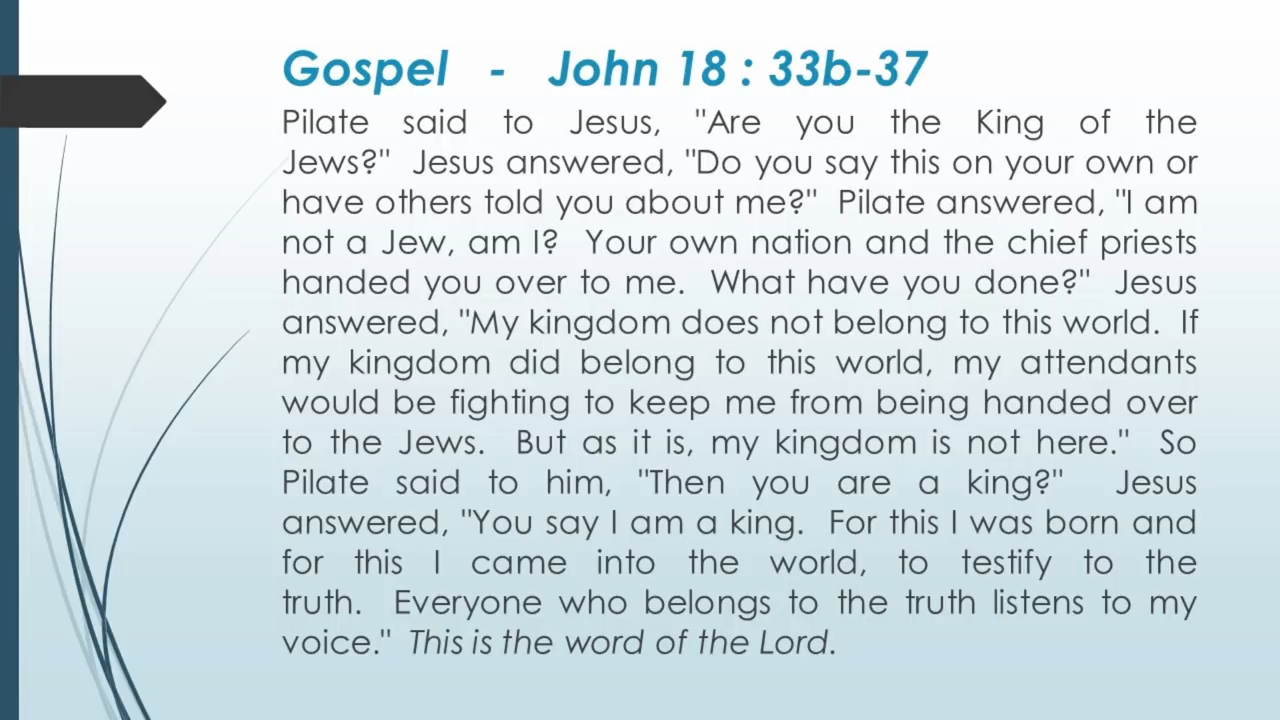 Gospel - John 18 : 33b-37
Pilate said to Jesus, "Are you the King of the
Jews?" Jesus answered, "Do you say this on your own or
have others told you about me?" Pilate answered, "I am
not a Jew, am I? Your own nation and the chief priests
handed you over to me. What have you done?" Jesus
answered, "My kingdom does not belong to this world. If
my kingdom did belong to this world, my attendants
would be fighting to keep me from being handed over
to the Jews. But as it is, my kingdom is not here." So
Pilate said to him, "Then you are a king?" Jesus
answered, "You say I am a king. For this I was born and
for this I came into the world, to testify to the
truth. Everyone who belongs to the truth listens to my
voice." This is the word of the Lord.